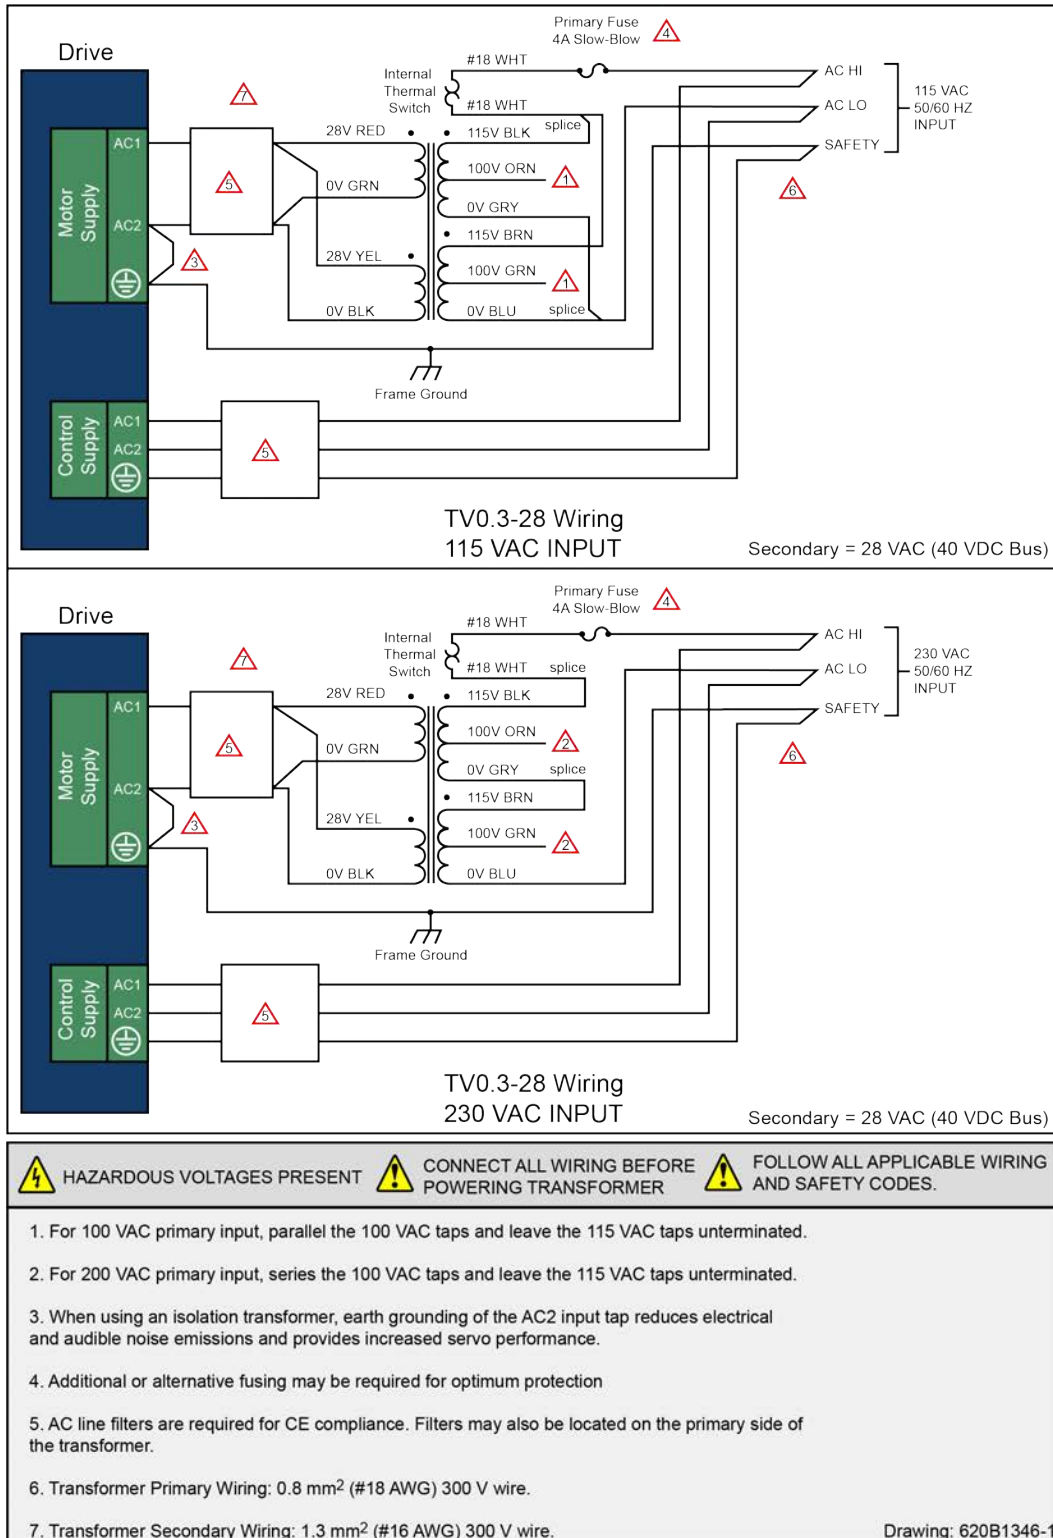 Primary Fuse
4A Slow-Blow
4
Drive
#18 WHT
AC HI
Internal
Thermal
Switch
7
#18 WHT
AC LO
115 VAC
50/60 HZ
INPUT
splice
28V RED
115V BLK
AC1
SAFETY
100V ORN
1
5
0V GRN
6
Motor
Supply
0V GRY
AC2
115V BRN
3
28V YEL
100V GRN
1
0V BLK
0V BLU
splice
Frame Ground
Control
Supply
AC1
AC2
5
TV0.3-28 Wiring
115 VAC INPUT
Secondary = 28 VAC (40 VDC Bus)
Primary Fuse
4A Slow-Blow
4
Drive
#18 WHT
AC HI
Internal
Thermal
Switch
7
#18 WHT
splice
AC LO
230 VAC
50/60 HZ
INPUT
28V RED
115V BLK
AC1
SAFETY
100V ORN
2
5
0V GRN
6
Motor
Supply
0V GRY
splice
AC2
115V BRN
3
28V YEL
100V GRN
2
0V BLK
0V BLU
Frame Ground
Control
Supply
AC1
AC2
5
TV0.3-28 Wiring
230 VAC INPUT
Secondary = 28 VAC (40 VDC Bus)
HAZARDOUS VOLTAGES PRESENT
CONNECT ALL WIRING BEFORE
POWERING TRANSFORMER
FOLLOW ALL APPLICABLE WIRING
AND SAFETY CODES.
1. For 100 VAC primary input, parallel the 100 VAC taps and leave the 115 VAC taps unterminated.
2. For 200 VAC primary input, series the 100 VAC taps and leave the 115 VAC taps unterminated.
3. When using an isolation transformer, earth grounding of the AC2 input tap reduces electrical
and audible noise emissions and provides increased servo performance.
4. Additional or alternative fusing may be required for optimum protection
5. AC line filters are required for CE compliance. Filters may also be located on the primary side of
the transformer.
6. Transformer Primary Wiring: 0.8 mm² (#18 AWG) 300 V wire.
7. Transformer Secondary Wiring: 1.3 mm² (#16 AWG) 300 V wire.
Drawing: 620B1346-1